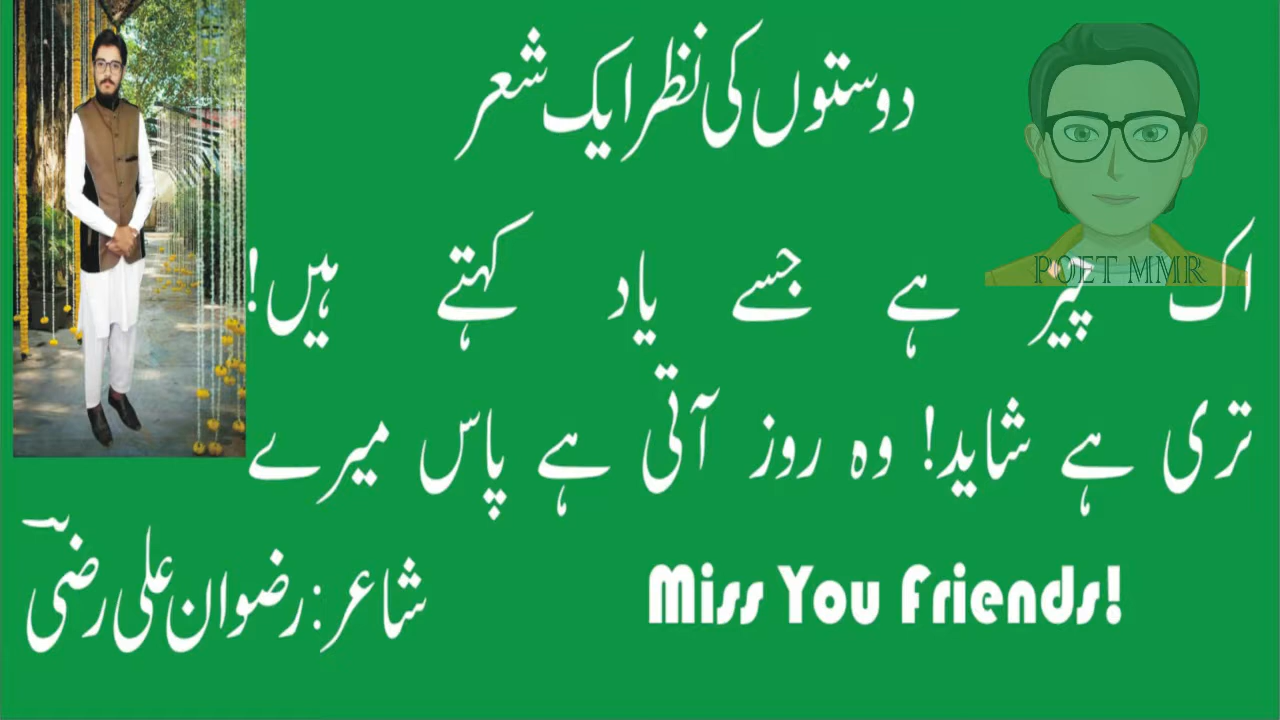 دوستوں کی نظر ایک شعر
POET MMR
اک پیر ہے جسے یاد کہتے ہیں!
تری ہے شاید! وہ روز آتی ہے پاس میرے
Miss You Friends!
شاعر: رضوان علی رضیؔ